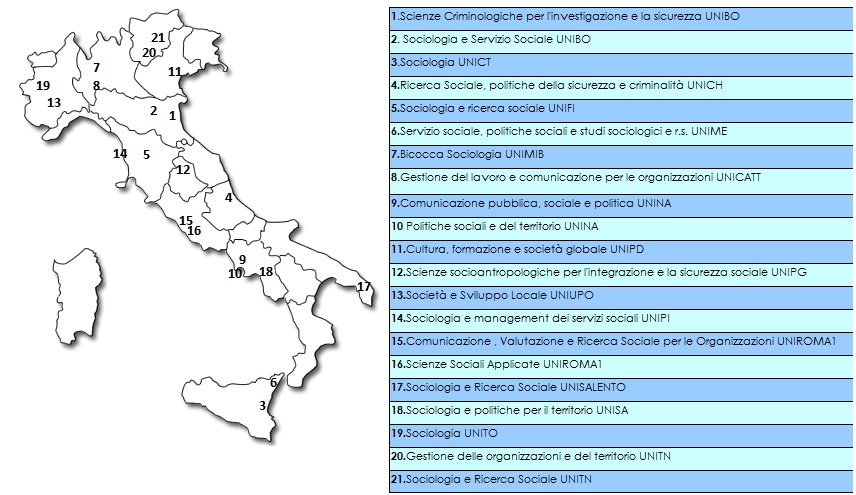 21
20
7
11
19
8
13
2
1
14
5
12
4
15
16
9
10
18
17
6
3
1.Scienze Criminologiche per l'investigazione e la sicurezza UNIBO
2. Sociologia e Servizio Sociale UNIBO
3.Sociologia UNICT
4.Ricerca Sociale, politiche della sicurezza e criminalità UNICH
5.Sociologia e ricerca sociale UNIFI
6.Servizio sociale, politiche sociali e studi sociologici e r.s. UNIME
7.Bicocca Sociologia UNIMIB
8.Gestione del lavoro e comunicazione per le organizzazioni UNICATT
9.Comunicazione pubblica, sociale e politica UNINA
10 Politiche sociali e del territorio UNINA
11.Cultura, formazione e società globale UNIPD
12.Scienze socioantropologiche per l'integrazione e la sicurezza sociale UNIPG
13.Società e Sviluppo Locale UNIUPO
14.Sociologia e management dei servizi sociali UNIPI
15.Comunicazione , Valutazione e Ricerca Sociale per le Organizzazioni UNIROMA1
16.Scienze Sociali Applicate UNIROMA1
17.Sociologia e Ricerca Sociale UNISALENTO
18.Sociologia e politiche per il territorio UNISA
19.Sociologia UNITO
20.Gestione delle organizzazioni e del territorio UNITN
21.Sociologia e Ricerca Sociale UNITN